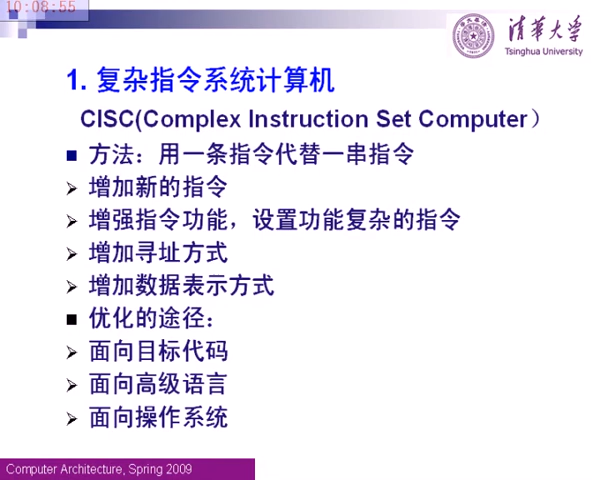 10:08:55
清华大学
Tsinghua University
1. 复杂指令系统计算机
CISC(Complex Instruction Set Computer）
方法：用一条指令代替一串指令
增加新的指令
增强指令功能，设置功能复杂的指令
增加寻址方式
增加数据表示方式
优化的途径：
面向目标代码
面向高级语言
面向操作系统
Computer Architecture, Spring 2009